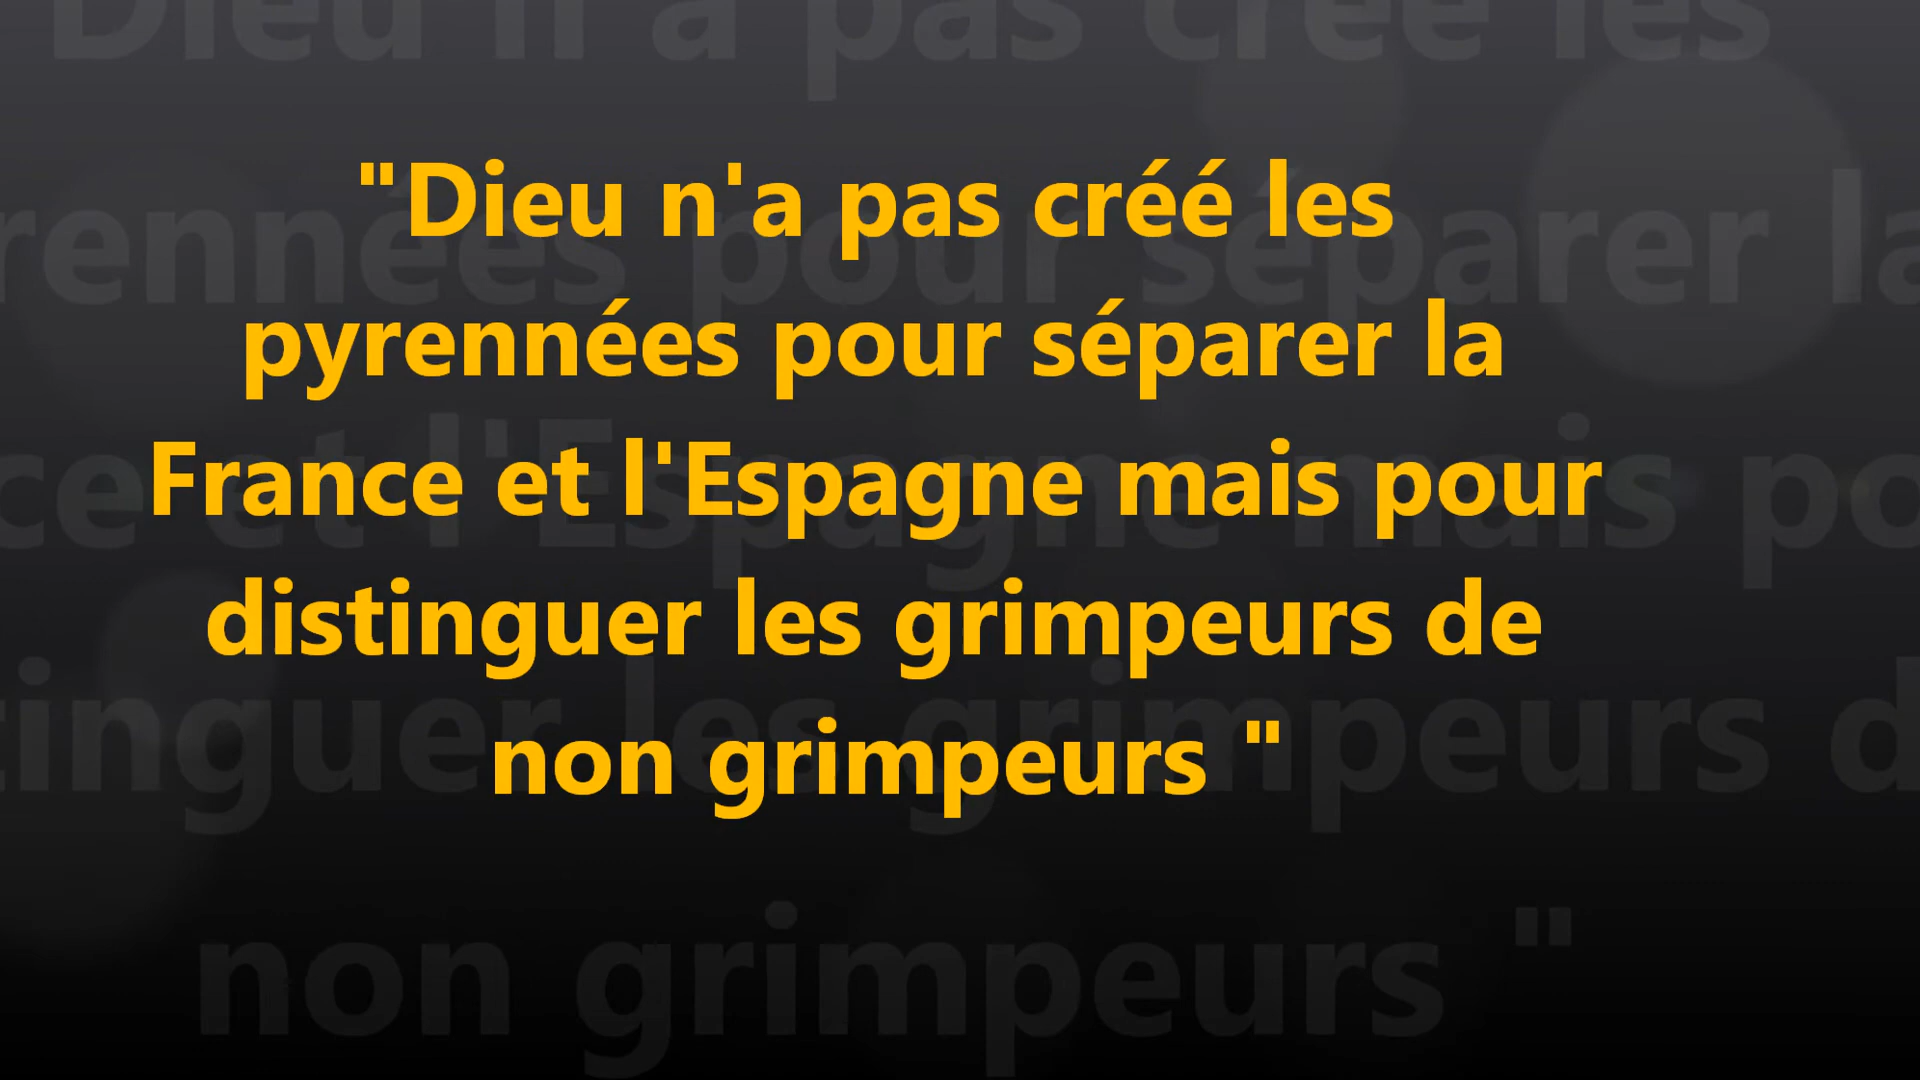 "Dieu n'a pas créé les
pyrennées pour séparer la
France et l'Espagne mais pour
distinguer les grimpeurs de
non grimpeurs "